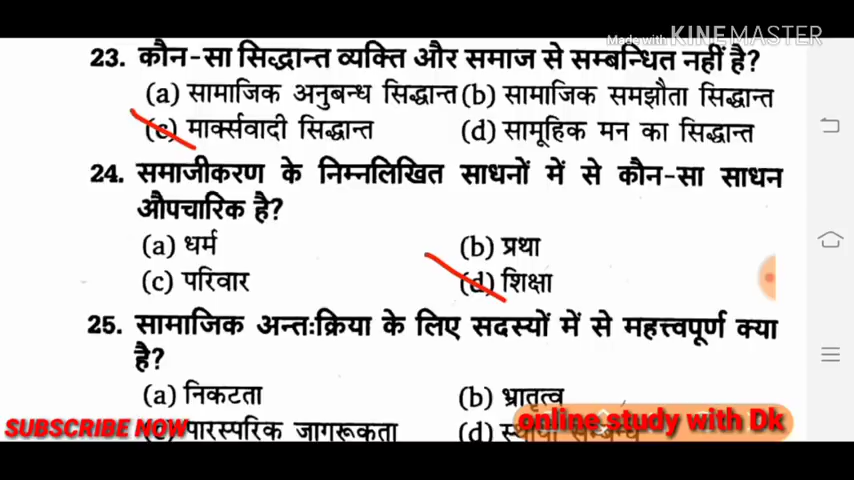 Made with KINEMASTER
23. कौन-सा सिद्धान्त व्यक्ति और समाज से सम्बन्धित नहीं है?
(a) सामाजिक अनुबन्ध सिद्धान्त (b) सामाजिक समझौता सिद्धान्त
(c) मार्क्सवादी सिद्धान्त (d) सामूहिक मन का सिद्धान्त
24. समाजीकरण के निम्नलिखित साधनों में से कौन-सा साधन
औपचारिक है?
(a) धर्म (b) प्रथा
(c) परिवार (d) शिक्षा
25. सामाजिक अन्तःक्रिया के लिए सदस्यों में से महत्त्वपूर्ण क्या
है?
(a) निकटता (b) भ्रातृत्व
पारस्परिक जागरूकता (d)
SUBSCRIBE NOW
online study with Dk